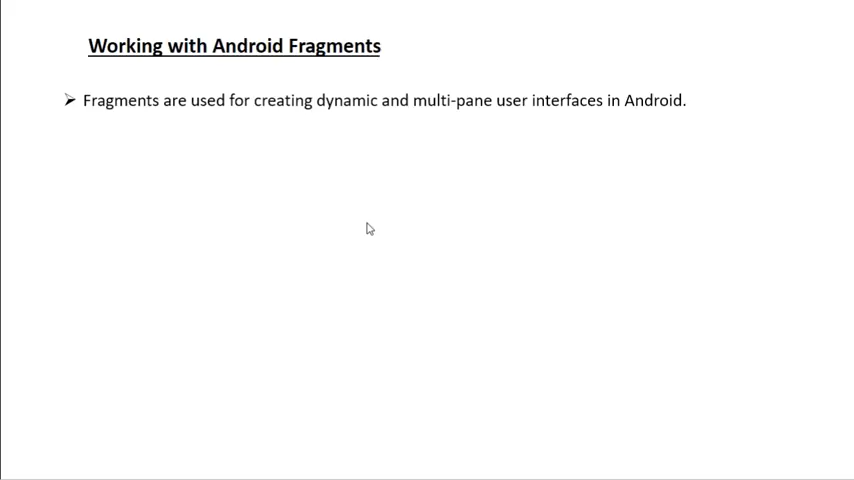 Working with Android Fragments
➢ Fragments are used for creating dynamic and multi-pane user interfaces in Android.